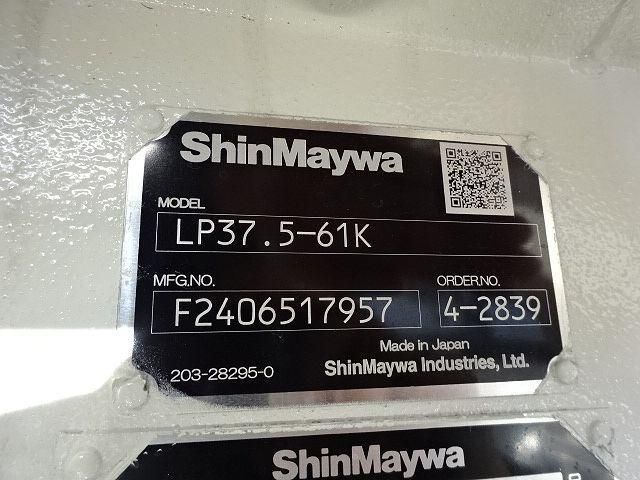 ShinMaywa
MODEL
LP37.5-61K
MFG.NO. ORDER.NO.
F2406517957 4-2839
Made in Japan
203-28295-0 ShinMaywa Industries, Ltd.
ShinMaywa